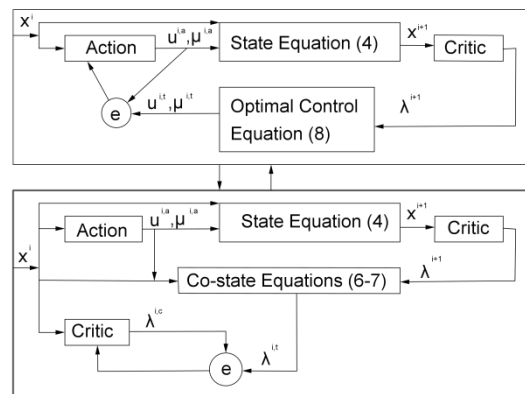 x^i
Action
u^{i,a},μ^{i,a}
State Equation (4)
x^{i+1}
Critic
e
u^{i,t},μ^{i,t}
Optimal Control
Equation (8)
λ^{i+1}
x^i
Action
u^{i,a},μ^{i,a}
State Equation (4)
x^{i+1}
Critic
Co-state Equations (6-7)
λ^{i+1}
Critic
λ^{i,c}
e
λ^{i,t}